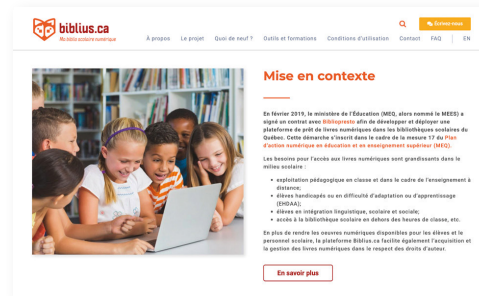 biblius.ca
Ma biblio scolaire numérique
Écrivez-nous
À propos Le projet Quoi de neuf ? Outils et formations Conditions d'utilisation Contact FAQ EN
Mise en contexte
En février 2019, le ministère de l'Éducation (MEQ, alors nommé le MEES) a
signé un contrat avec Bibliopresto afin de développer et déployer une
plateforme de prêt de livres numériques dans les bibliothèques scolaires du
Québec. Cette démarche s'inscrit dans le cadre de la mesure 17 du Plan
d'action numérique en éducation et en enseignement supérieur (MEQ).
Les besoins pour l'accès aux livres numériques sont grandissants dans le
milieu scolaire :
• exploitation pédagogique en classe et dans le cadre de l'enseignement à
distance;
• élèves handicapés ou en difficulté d'adaptation ou d'apprentissage
(EHDAA);
• élèves en intégration linguistique, scolaire et sociale;
• accès à la bibliothèque scolaire en dehors des heures de classe, etc.
En plus de rendre les oeuvres numériques disponibles pour les élèves et le
personnel scolaire, la plateforme Biblius.ca facilite également l'acquisition et
la gestion des livres numériques dans le respect des droits d'auteur.
En savoir plus